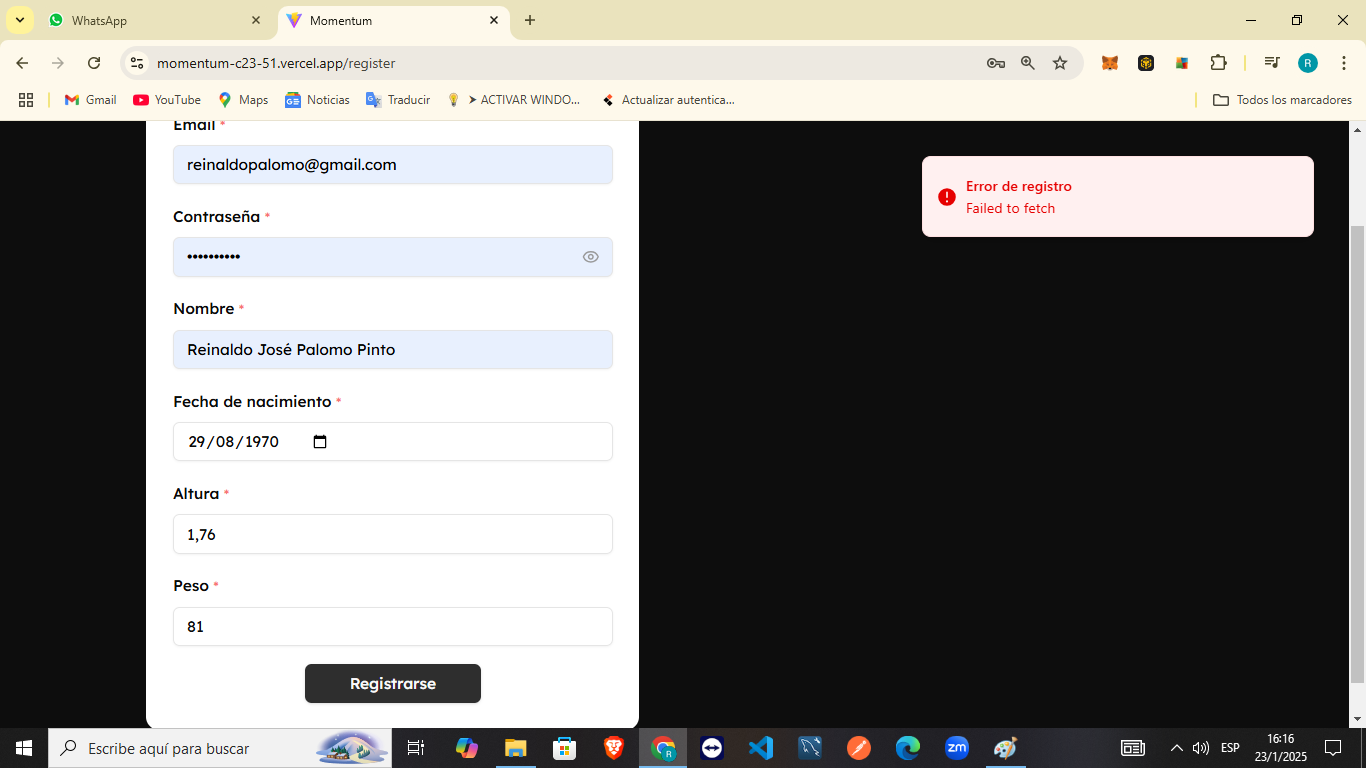 WhatsApp
Momentum
momentum-c23-51.vercel.app/register
R
Gmail
YouTube
Maps
Noticias
Traducir
➤ ACTIVAR WINDO...
Actualizar autentica...
Todos los marcadores
Email *
reinaldopalomo@gmail.com
Contraseña *
••••••••••
Nombre *
Reinaldo José Palomo Pinto
Fecha de nacimiento *
29/08/1970
Altura *
1,76
Peso *
81
Registrarse
Error de registro
Failed to fetch
Escribe aquí para buscar
zm
ESP
16:16
23/1/2025